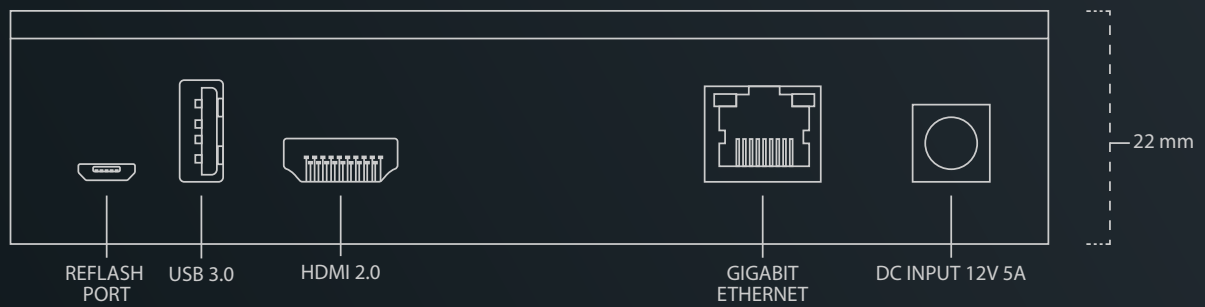 22 mm
REFLASH
PORT
USB 3.0
HDMI 2.0
GIGABIT
ETHERNET
DC INPUT 12V 5A